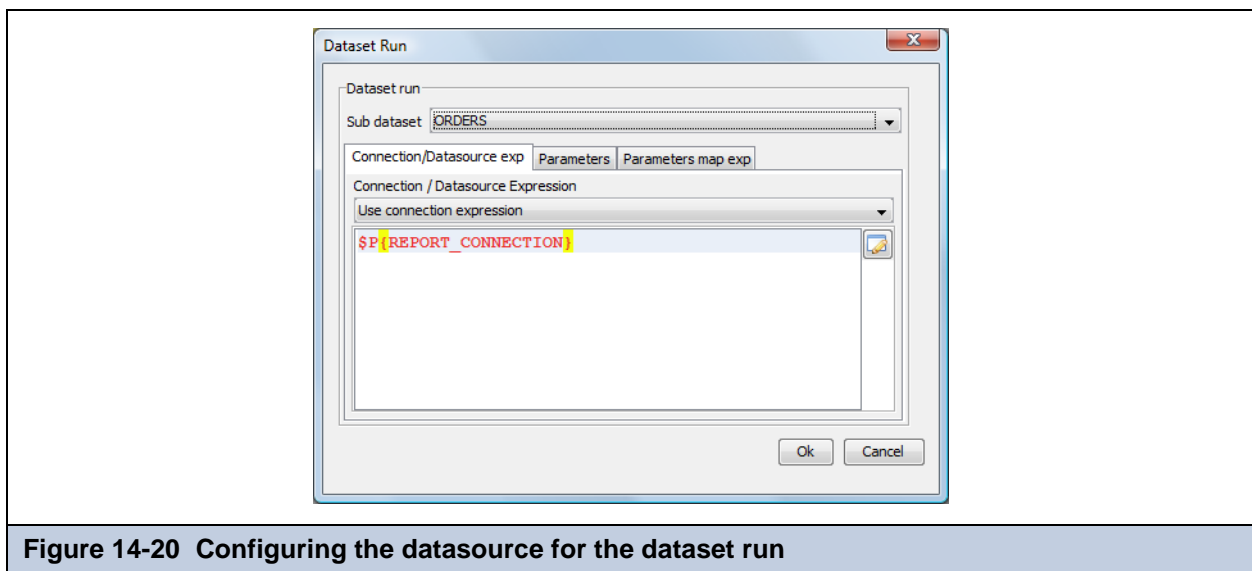 Dataset Run
Dataset run
Sub dataset ORDERS
Connection/Datasource exp Parameters Parameters map exp
Connection / Datasource Expression
Use connection expression
$P{REPORT_CONNECTION}
Ok Cancel
Figure 14-20 Configuring the datasource for the dataset run